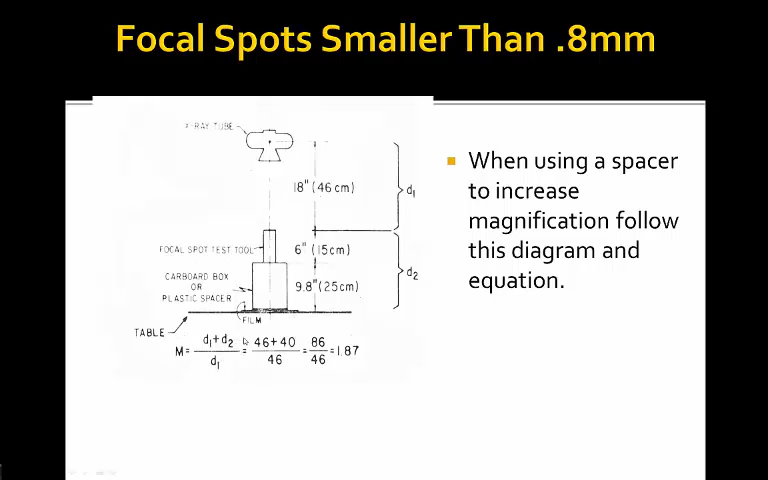 Focal Spots Smaller Than .8mm
X-RAY TUBE
18" (46cm)
d₁
FOCAL SPOT TEST TOOL
6" (15cm)
CARBOARD BOX
OR
PLASTIC SPACER
9.8" (25cm)
d₂
FILM
TABLE
M = d₁+d₂ / d₁ = 46+40 / 46 = 86 / 46 = 1.87
When using a spacer
to increase
magnification follow
this diagram and
equation.